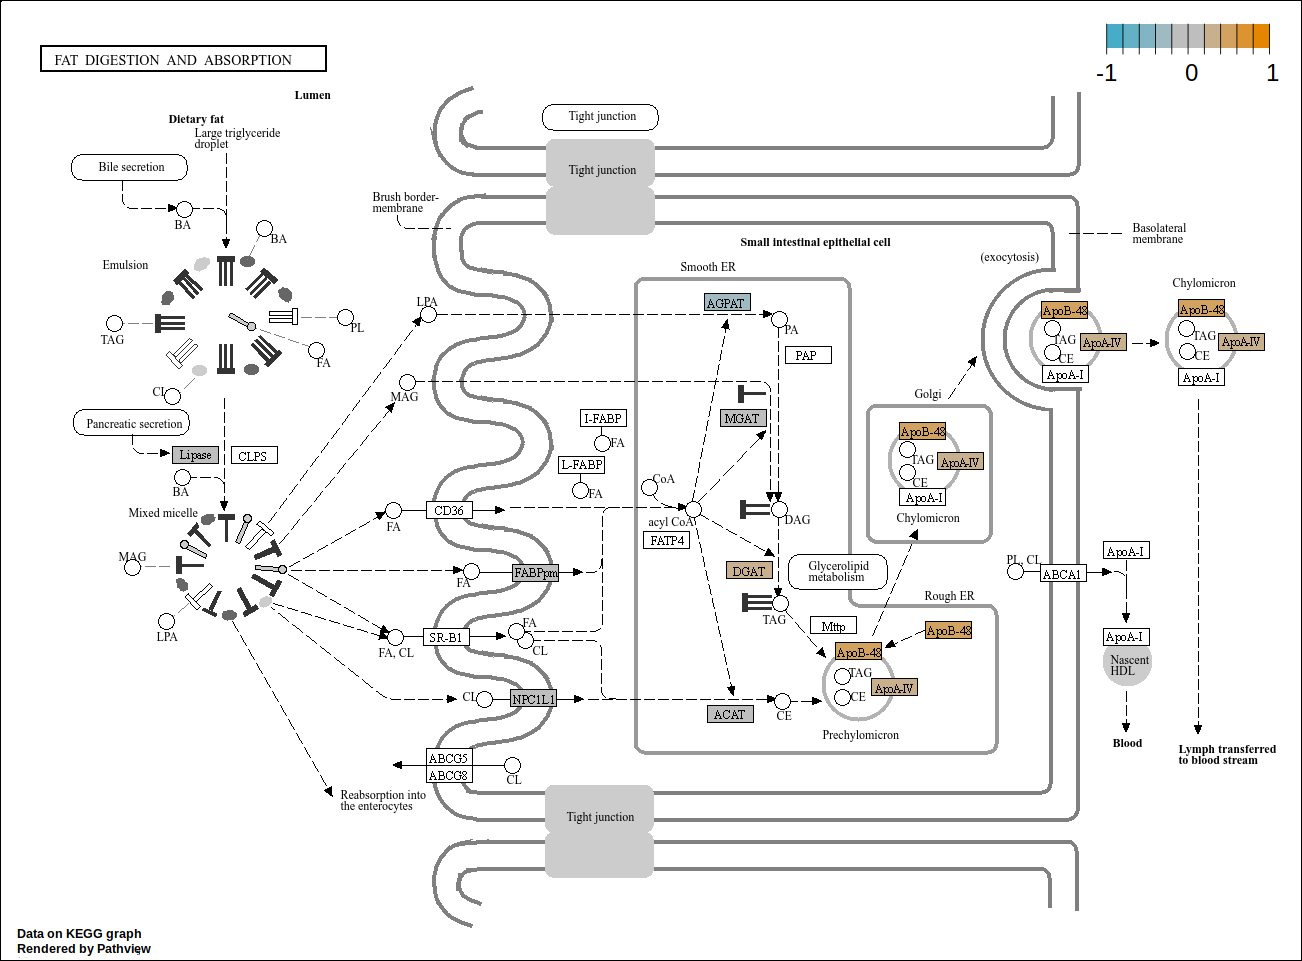 FAT DIGESTION AND ABSORPTION
-1 0 1
Lumen
Dietary fat
Large triglyceride
droplet
Bile secretion
BA
BA
Emulsion
TAG
PL
FA
CL
Pancreatic secretion
Lipase
CLPS
BA
Mixed micelle
MAG
LPA
Tight junction
Tight junction
Brush border-
membrane
Small intestinal epithelial cell
Basolateral
membrane
(exocytosis)
Smooth ER
Chylomicron
LPA
AGPAT
PA
PAP
MAG
MGAT
I-FABP
FA
L-FABP
FA
CoA
acyl CoA
FATP4
DAG
FA
CD36
FA
FABPpm
DGAT
Glycerolipid
metabolism
TAG
FA, CL
SR-B1
FA
CL
CL
NPC1L1
ACAT
CE
ABCG5
ABCG8
CL
Reabsorption into
the enterocytes
Tight junction
Golgi
ApoB-48
TAG
ApoA-IV
CE
ApoA-I
Chylomicron
ApoB-48
TAG
ApoA-IV
CE
ApoA-I
ApoB-48
TAG
ApoA-IV
CE
ApoA-I
Rough ER
Mttp
ApoB-48
ApoB-48
TAG
ApoA-IV
CE
Prechylomicron
PL, CL
ABCA1
ApoA-I
ApoA-I
Nascent
HDL
Blood
Lymph transferred
to blood stream
Data on KEGG graph
Rendered by Pathview